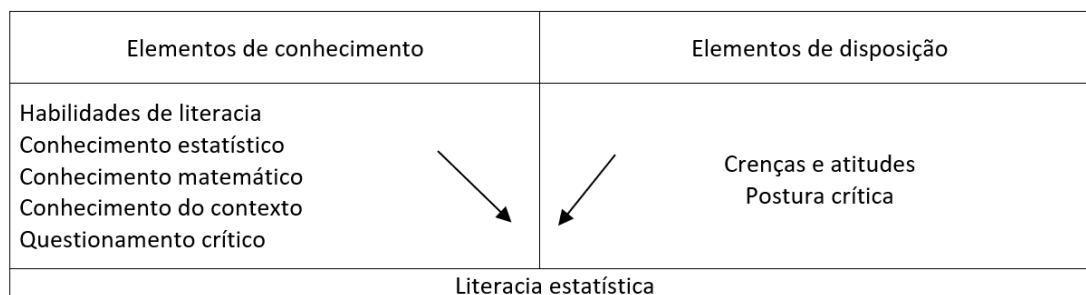 Elementos de conhecimento
Elementos de disposição
Habilidades de literacia
Conhecimento estatístico
Conhecimento matemático
Conhecimento do contexto
Questionamento crítico
Crenças e atitudes
Postura crítica
Literacia estatística